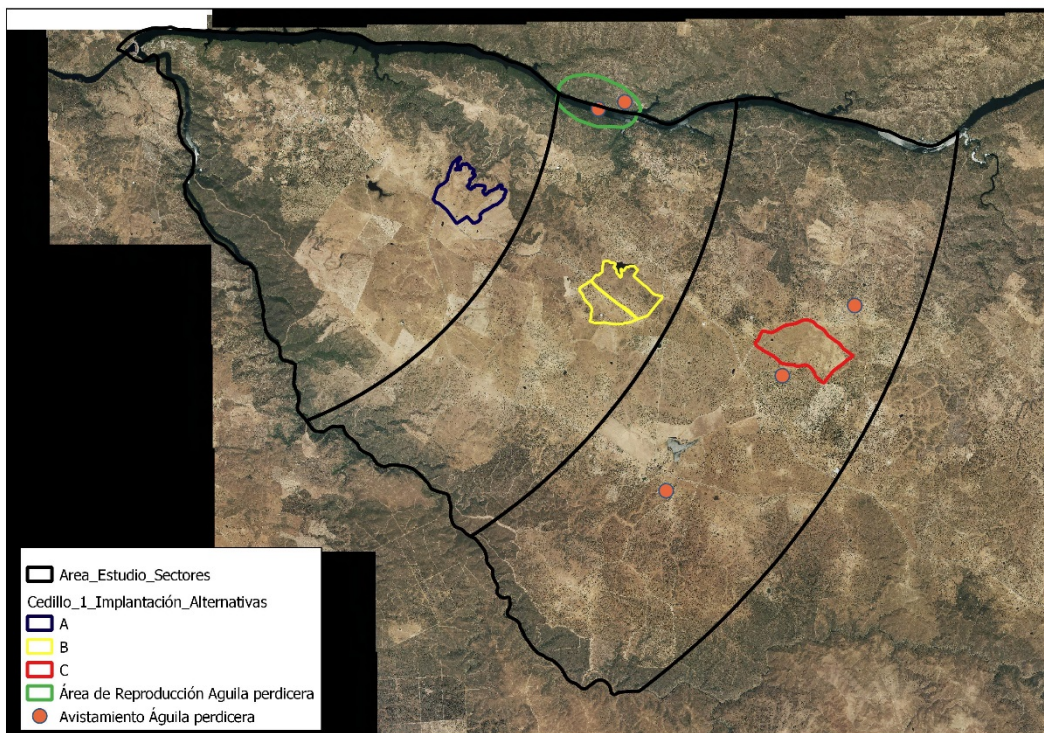 Area_Estudio_Sectores
Cedillo_1_Implantación_Alternativas
A
B
C
Área de Reproducción Aguila perdicera
Avistamiento Águila perdicera